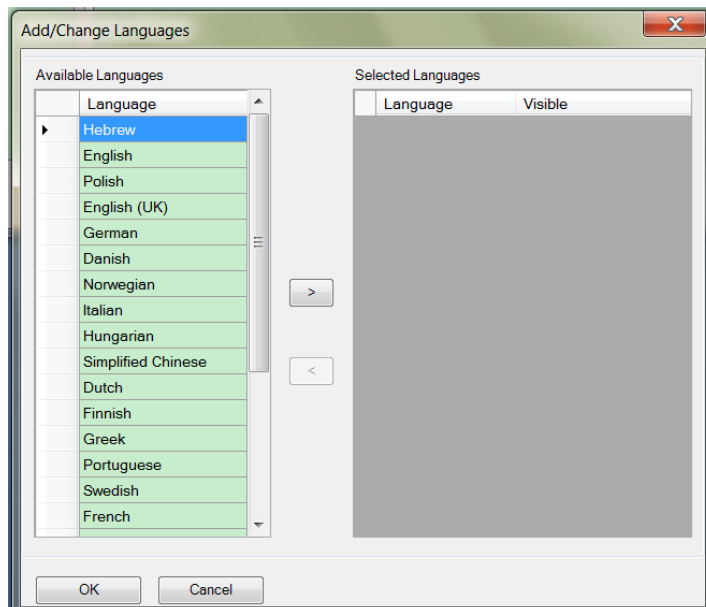 Add/Change Languages
X
Available Languages
Selected Languages
Language
Language Visible
Hebrew
English
Polish
English (UK)
German
Danish
Norwegian
Italian
Hungarian
Simplified Chinese
Dutch
Finnish
Greek
Portuguese
Swedish
French
>
<
OK
Cancel